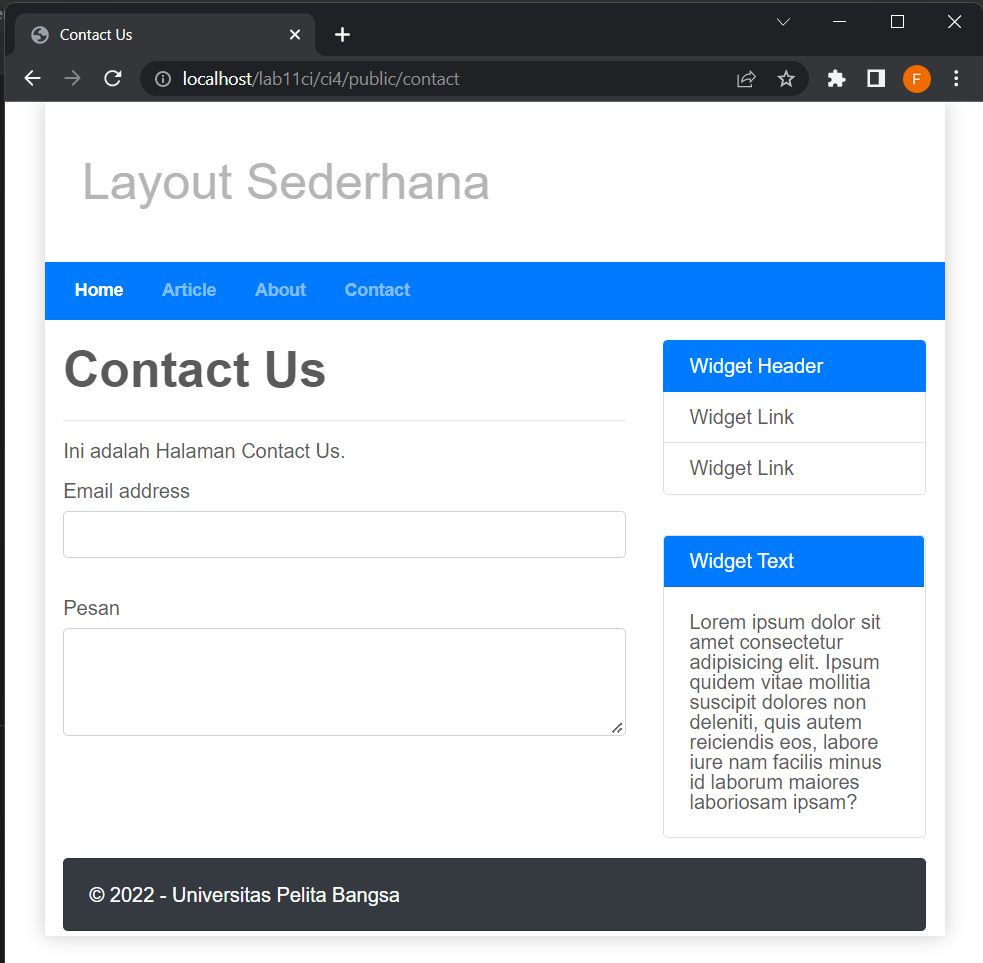 Contact Us
localhost/lab11ci/ci4/public/contact
F
Layout Sederhana
Home Article About Contact
Contact Us
Ini adalah Halaman Contact Us.
Email address
Pesan
Widget Header
Widget Link
Widget Link
Widget Text
Lorem ipsum dolor sit
amet consectetur
adipisicing elit. Ipsum
quidem vitae mollitia
suscipit dolores non
deleniti, quis autem
reiciendis eos, labore
iure nam facilis minus
id laborum maiores
laboriosam ipsam?
© 2022 - Universitas Pelita Bangsa